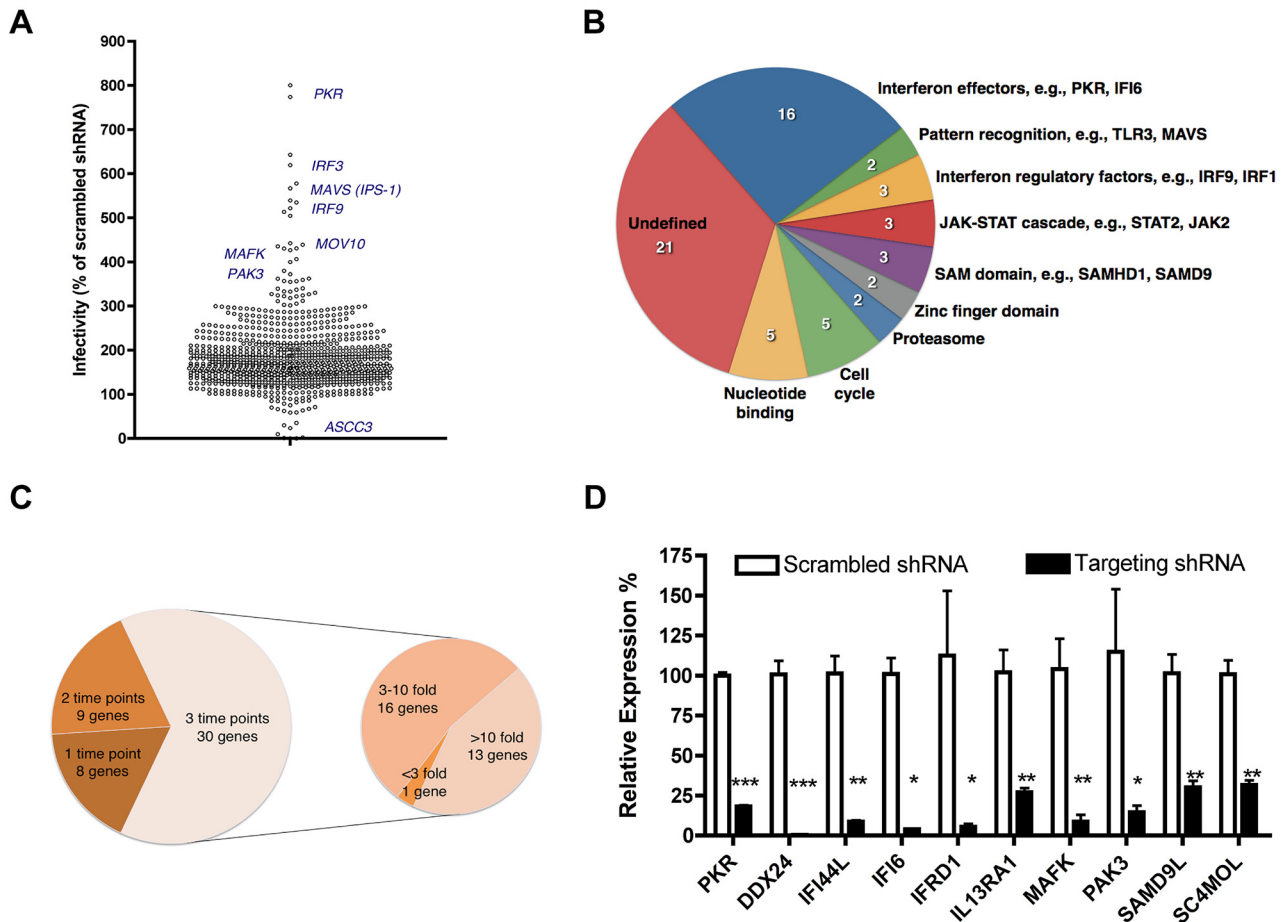 A
Infectivity (% of scrambled shRNA)
900
800
700
600
500
400
300
200
100
0
PKR
IRF3
MAVS (IPS-1)
IRF9
MOV10
MAFK
PAK3
ASCC3
B
Interferon effectors, e.g., PKR, IFI6
16
Pattern recognition, e.g., TLR3, MAVS
2
Interferon regulatory factors, e.g., IRF9, IRF1
3
JAK-STAT cascade, e.g., STAT2, JAK2
3
SAM domain, e.g., SAMHD1, SAMD9
3
Zinc finger domain
2
Proteasome
2
Cell
cycle
5
Nucleotide
binding
5
Undefined
21
C
2 time points
9 genes
1 time point
8 genes
3 time points
30 genes
3-10 fold
16 genes
>10 fold
13 genes
<3 fold
1 gene
D
Relative Expression %
175
150
125
100
75
50
25
0
Scrambled shRNA
Targeting shRNA
***
***
**
*
*
**
**
*
**
**
PKR
DDX24
IFI44L
IFI6
IFRD1
IL13RA1
MAFK
PAK3
SAMD9L
SC4MOL